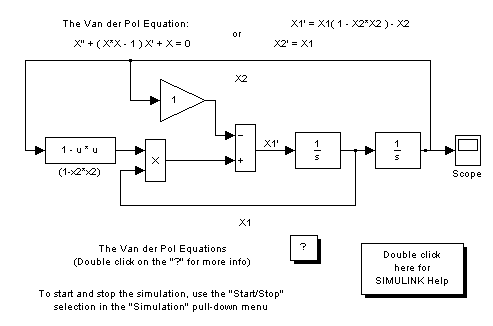 The Van der Pol Equation:
X'' + ( X*X - 1 ) X' + X = 0
or
X1' = X1( 1 - X2*X2 ) - X2
X2' = X1
X2
1
1 - u * u
(1-x2*x2)
X
−
+
X1'
1
s
1
s
Scope
X1
The Van der Pol Equations
(Double click on the "?" for more info)
?
Double click
here for
SIMULINK Help
To start and stop the simulation, use the "Start/Stop"
selection in the "Simulation" pull-down menu